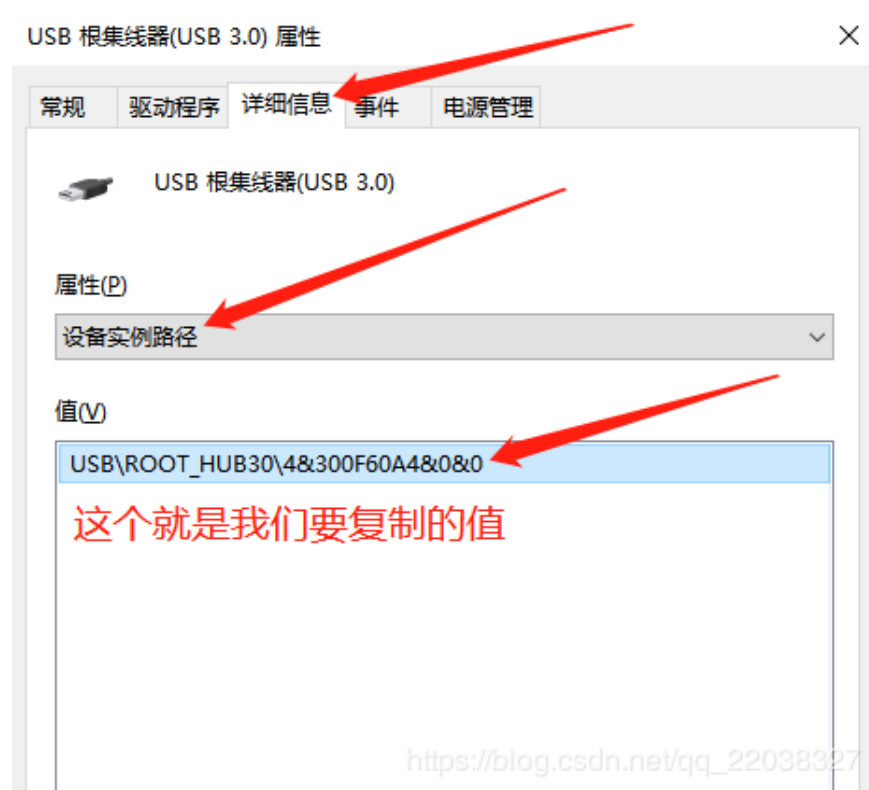 USB 根集线器(USB 3.0) 属性
常规 驱动程序 详细信息 事件 电源管理
USB 根集线器(USB 3.0)
属性(P)
设备实例路径
值(V)
USB\ROOT_HUB30\4&300F60A4&0&0
这个就是我们要复制的值
https://blog.csdn.net/qq_22038327